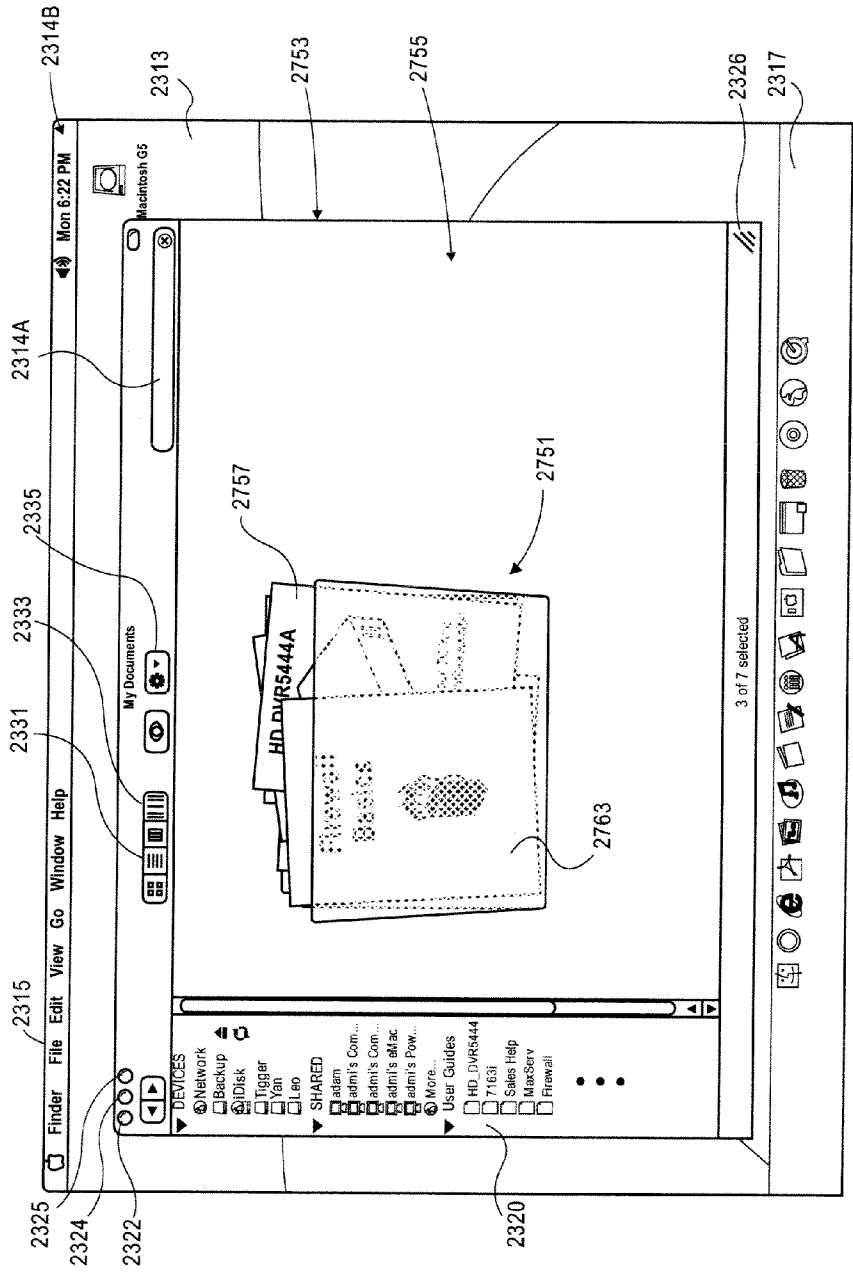 2315
2331
2333
2335
2314A
2314B
2313
2753
2755
2326
2317
2325
2324
2322
2320
2757
2751
2763
Finder File Edit View Go Window Help
Mon 6:22 PM
Macintosh G5
My Documents
DEVICES
Network
Backup
iDisk
Tigger
Yan
Leo
SHARED
adam
admi's Com...
admi's Com...
admi's eMac
admi's Pow...
More...
User Guides
HD_DVR5444
7163i
Sales Help
MaxServ
Firewall
HD_DVR5444A
Firewall
Basics
3 of 7 selected